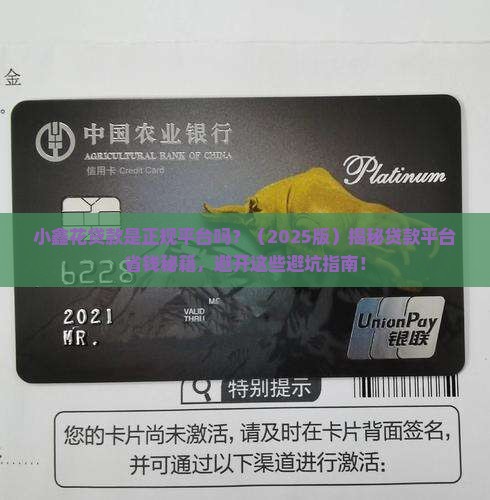 金
中国农业银行
AGRICULTURAL BANK OF CHINA
信用卡 Credit Card
Platinum
小鑫花贷款是正规平台吗？（2025版）揭秘贷款平台
省钱秘籍，避开这些避坑指南！
6228
2021
VALID
THRU
MR.
UnionPay
银联
特别提示
您的卡片尚未激活，请及时在卡片背面签名，
并可通过以下渠道进行激活：